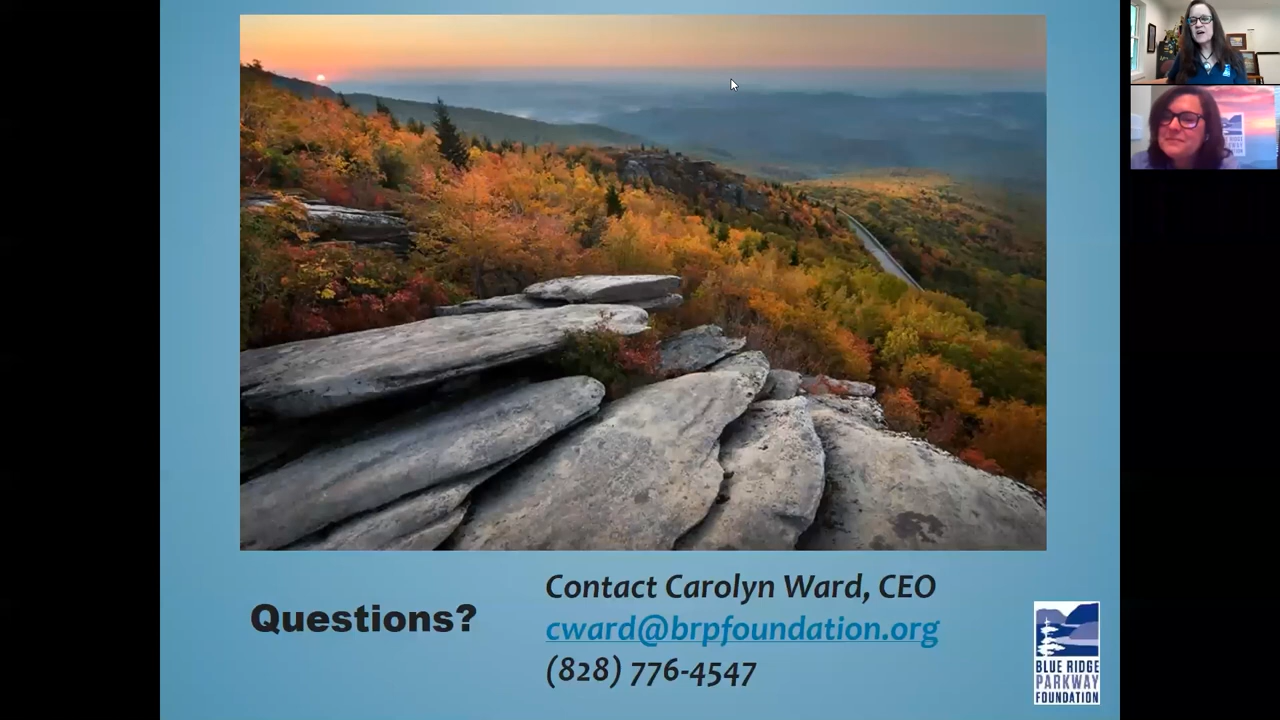 Questions?
Contact Carolyn Ward, CEO
cward@brpfoundation.org
(828) 776-4547
BLUE RIDGE
PARKWAY
FOUNDATION